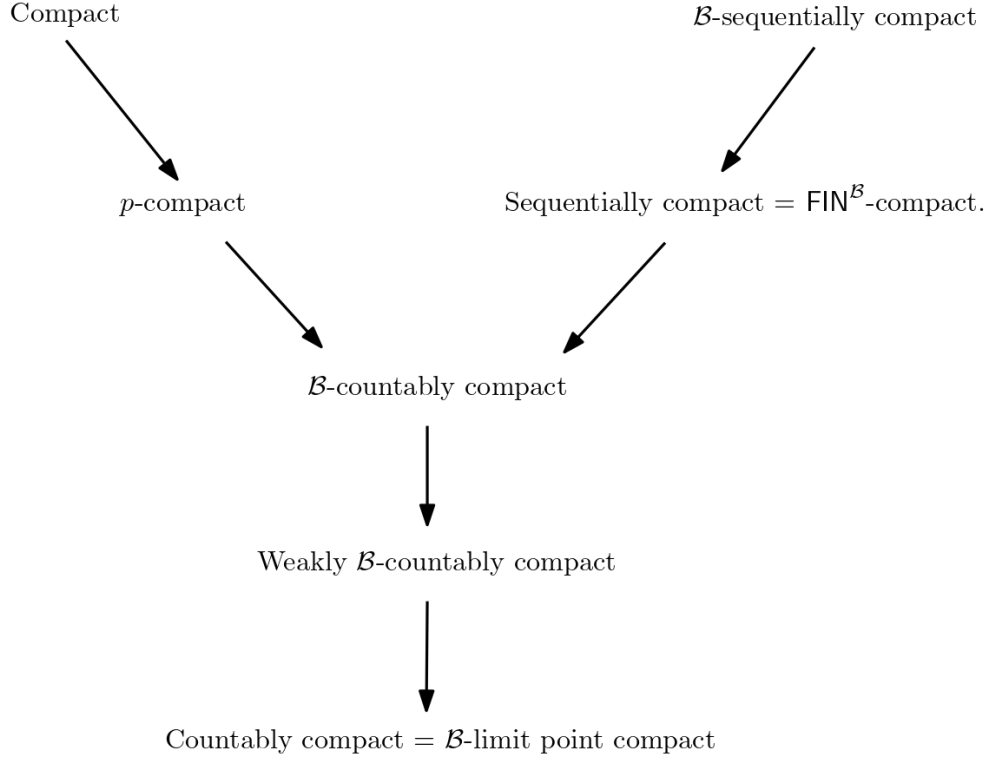 Compact
𝓑-sequentially compact
p-compact
Sequentially compact = FIN^𝓑-compact.
𝓑-countably compact
Weakly 𝓑-countably compact
Countably compact = 𝓑-limit point compact